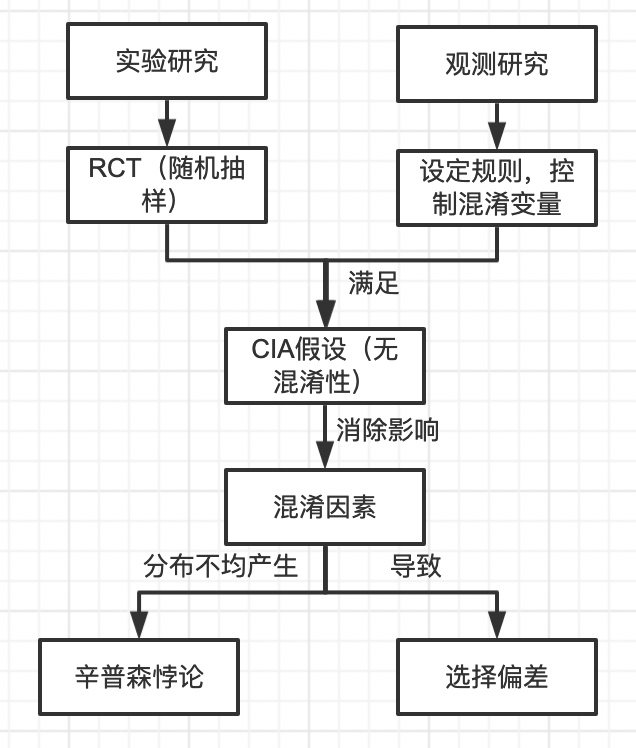 实验研究
观测研究
RCT（随机抽
样）
设定规则，控
制混淆变量
满足
CIA假设（无
混淆性）
消除影响
混淆因素
分布不均产生
导致
辛普森悖论
选择偏差